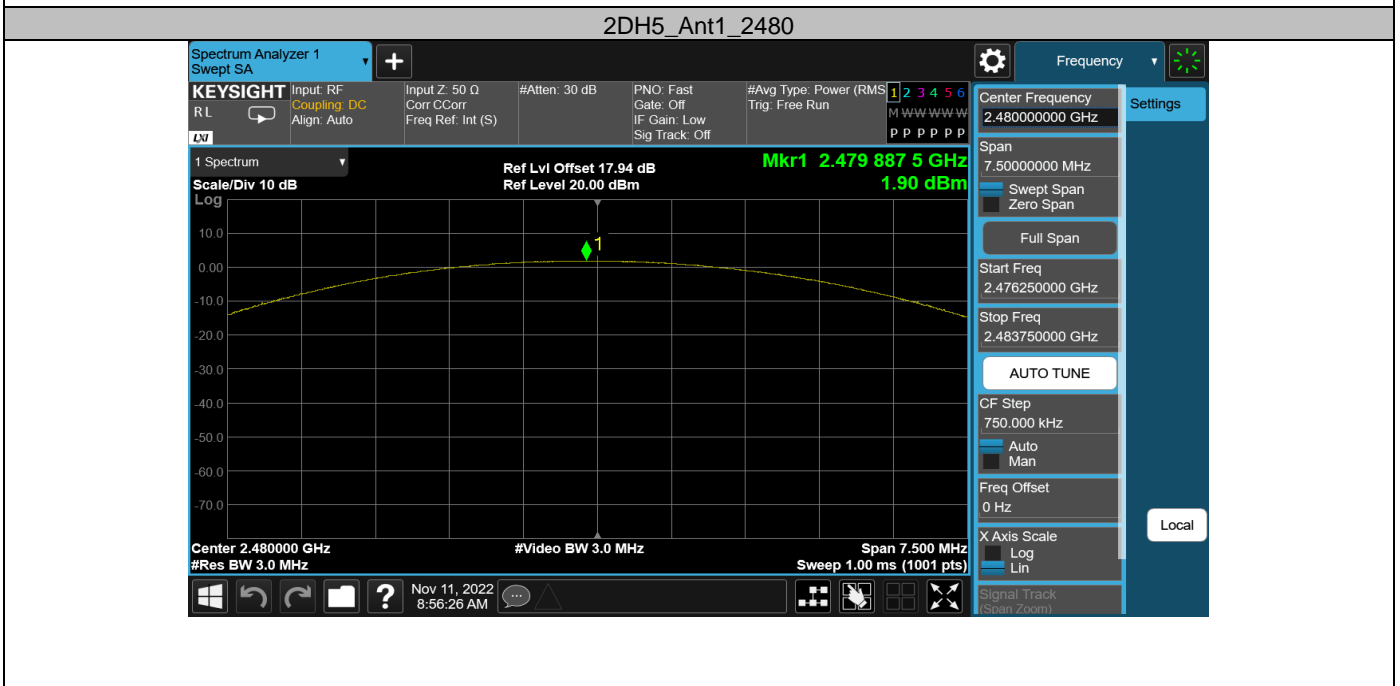 2DH5_Ant1_2480
Spectrum Analyzer 1
Swept SA
Frequency
KEYSIGHT
RL
LXI
Input: RF
Coupling: DC
Align: Auto
Input Z: 50 Ω
Corr CCorr
Freq Ref: Int (S)
#Atten: 30 dB
PNO: Fast
Gate: Off
IF Gain: Low
Sig Track: Off
#Avg Type: Power (RMS
Trig: Free Run
1 2 3 4 5 6
M W W W W W
P P P P P P
1 Spectrum
Scale/Div 10 dB
Log
Ref Lvl Offset 17.94 dB
Ref Level 20.00 dBm
Mkr1 2.479 887 5 GHz
1.90 dBm
1
10.0
0.00
-10.0
-20.0
-30.0
-40.0
-50.0
-60.0
-70.0
Center 2.480000 GHz
#Res BW 3.0 MHz
#Video BW 3.0 MHz
Span 7.500 MHz
Sweep 1.00 ms (1001 pts)
?
Nov 11, 2022
8:56:26 AM
Center Frequency
2.480000000 GHz
Span
7.50000000 MHz
Swept Span
Zero Span
Full Span
Start Freq
2.476250000 GHz
Stop Freq
2.483750000 GHz
AUTO TUNE
CF Step
750.000 kHz
Auto
Man
Freq Offset
0 Hz
X Axis Scale
Log
Lin
Signal Track
(Span Zoom)
Settings
Local